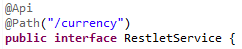 @Api
@Path("/currency")
public interface RestletService {